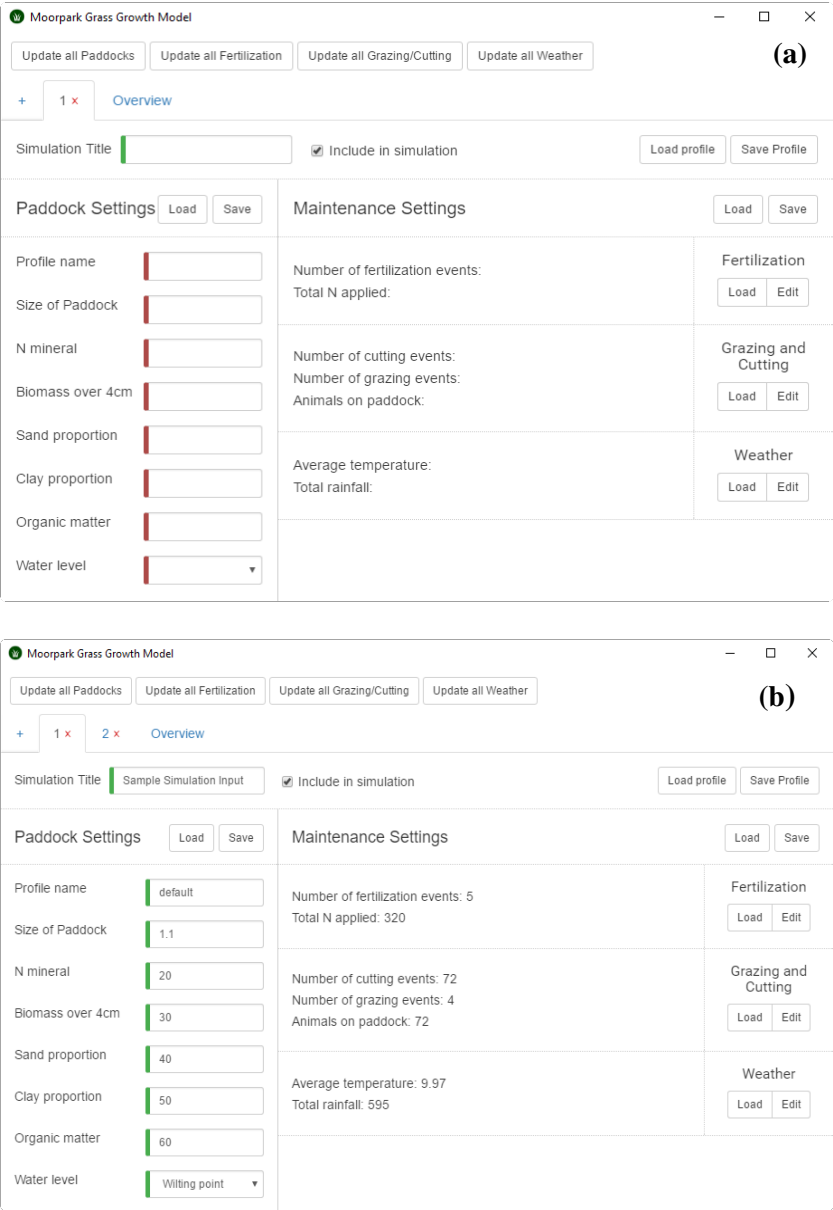 Moorpark Grass Growth Model
Update all Paddocks Update all Fertilization Update all Grazing/Cutting Update all Weather
(a)
+ 1 x Overview
Simulation Title Include in simulation Load profile Save Profile
Paddock Settings Load Save Maintenance Settings Load Save
Profile name
Size of Paddock
N mineral
Biomass over 4cm
Sand proportion
Clay proportion
Organic matter
Water level
Number of fertilization events:
Total N applied:
Fertilization
Load Edit
Number of cutting events:
Number of grazing events:
Animals on paddock:
Grazing and
Cutting
Load Edit
Average temperature:
Total rainfall:
Weather
Load Edit
Moorpark Grass Growth Model
Update all Paddocks Update all Fertilization Update all Grazing/Cutting Update all Weather
(b)
+ 1 x 2 x Overview
Simulation Title Sample Simulation Input Include in simulation Load profile Save Profile
Paddock Settings Load Save Maintenance Settings Load Save
Profile name default
Size of Paddock 1.1
N mineral 20
Biomass over 4cm 30
Sand proportion 40
Clay proportion 50
Organic matter 60
Water level Wilting point
Number of fertilization events: 5
Total N applied: 320
Fertilization
Load Edit
Number of cutting events: 72
Number of grazing events: 4
Animals on paddock: 72
Grazing and
Cutting
Load Edit
Average temperature: 9.97
Total rainfall: 595
Weather
Load Edit